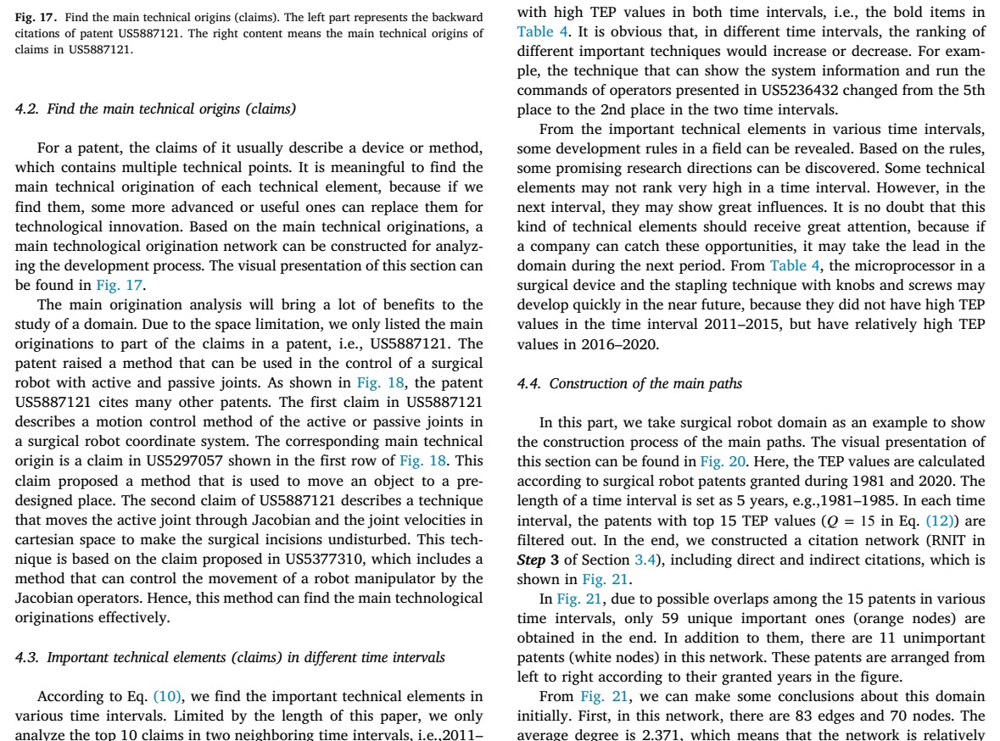 Fig. 17. Find the main technical origins (claims). The left part represents the backward
citations of patent US5887121. The right content means the main technical origins of
claims in US5887121.
4.2. Find the main technical origins (claims)
For a patent, the claims of it usually describe a device or method,
which contains multiple technical points. It is meaningful to find the
main technical origination of each technical element, because if we
find them, some more advanced or useful ones can replace them for
technological innovation. Based on the main technical originations, a
main technological origination network can be constructed for analyz-
ing the development process. The visual presentation of this section can
be found in Fig. 17.
The main origination analysis will bring a lot of benefits to the
study of a domain. Due to the space limitation, we only listed the main
originations to part of the claims in a patent, i.e., US5887121. The
patent raised a method that can be used in the control of a surgical
robot with active and passive joints. As shown in Fig. 18, the patent
US5887121 cites many other patents. The first claim in US5887121
describes a motion control method of the active or passive joints in
a surgical robot coordinate system. The corresponding main technical
origin is a claim in US5297057 shown in the first row of Fig. 18. This
claim proposed a method that is used to move an object to a pre-
designed place. The second claim of US5887121 describes a technique
that moves the active joint through Jacobian and the joint velocities in
cartesian space to make the surgical incisions undisturbed. This tech-
nique is based on the claim proposed in US5377310, which includes a
method that can control the movement of a robot manipulator by the
Jacobian operators. Hence, this method can find the main technological
originations effectively.
4.3. Important technical elements (claims) in different time intervals
According to Eq. (10), we find the important technical elements in
various time intervals. Limited by the length of this paper, we only
analyze the top 10 claims in two neighboring time intervals, i.e.,2011–
with high TEP values in both time intervals, i.e., the bold items in
Table 4. It is obvious that, in different time intervals, the ranking of
different important techniques would increase or decrease. For exam-
ple, the technique that can show the system information and run the
commands of operators presented in US5236432 changed from the 5th
place to the 2nd place in the two time intervals.
From the important technical elements in various time intervals,
some development rules in a field can be revealed. Based on the rules,
some promising research directions can be discovered. Some technical
elements may not rank very high in a time interval. However, in the
next interval, they may show great influences. It is no doubt that this
kind of technical elements should receive great attention, because if
a company can catch these opportunities, it may take the lead in the
domain during the next period. From Table 4, the microprocessor in a
surgical device and the stapling technique with knobs and screws may
develop quickly in the near future, because they did not have high TEP
values in the time interval 2011–2015, but have relatively high TEP
values in 2016–2020.
4.4. Construction of the main paths
In this part, we take surgical robot domain as an example to show
the construction process of the main paths. The visual presentation of
this section can be found in Fig. 20. Here, the TEP values are calculated
according to surgical robot patents granted during 1981 and 2020. The
length of a time interval is set as 5 years, e.g.,1981–1985. In each time
interval, the patents with top 15 TEP values (Q = 15 in Eq. (12)) are
filtered out. In the end, we constructed a citation network (RNIT in
Step 3 of Section 3.4), including direct and indirect citations, which is
shown in Fig. 21.
In Fig. 21, due to possible overlaps among the 15 patents in various
time intervals, only 59 unique important ones (orange nodes) are
obtained in the end. In addition to them, there are 11 unimportant
patents (white nodes) in this network. These patents are arranged from
left to right according to their granted years in the figure.
From Fig. 21, we can make some conclusions about this domain
initially. First, in this network, there are 83 edges and 70 nodes. The
average degree is 2.371, which means that the network is relatively